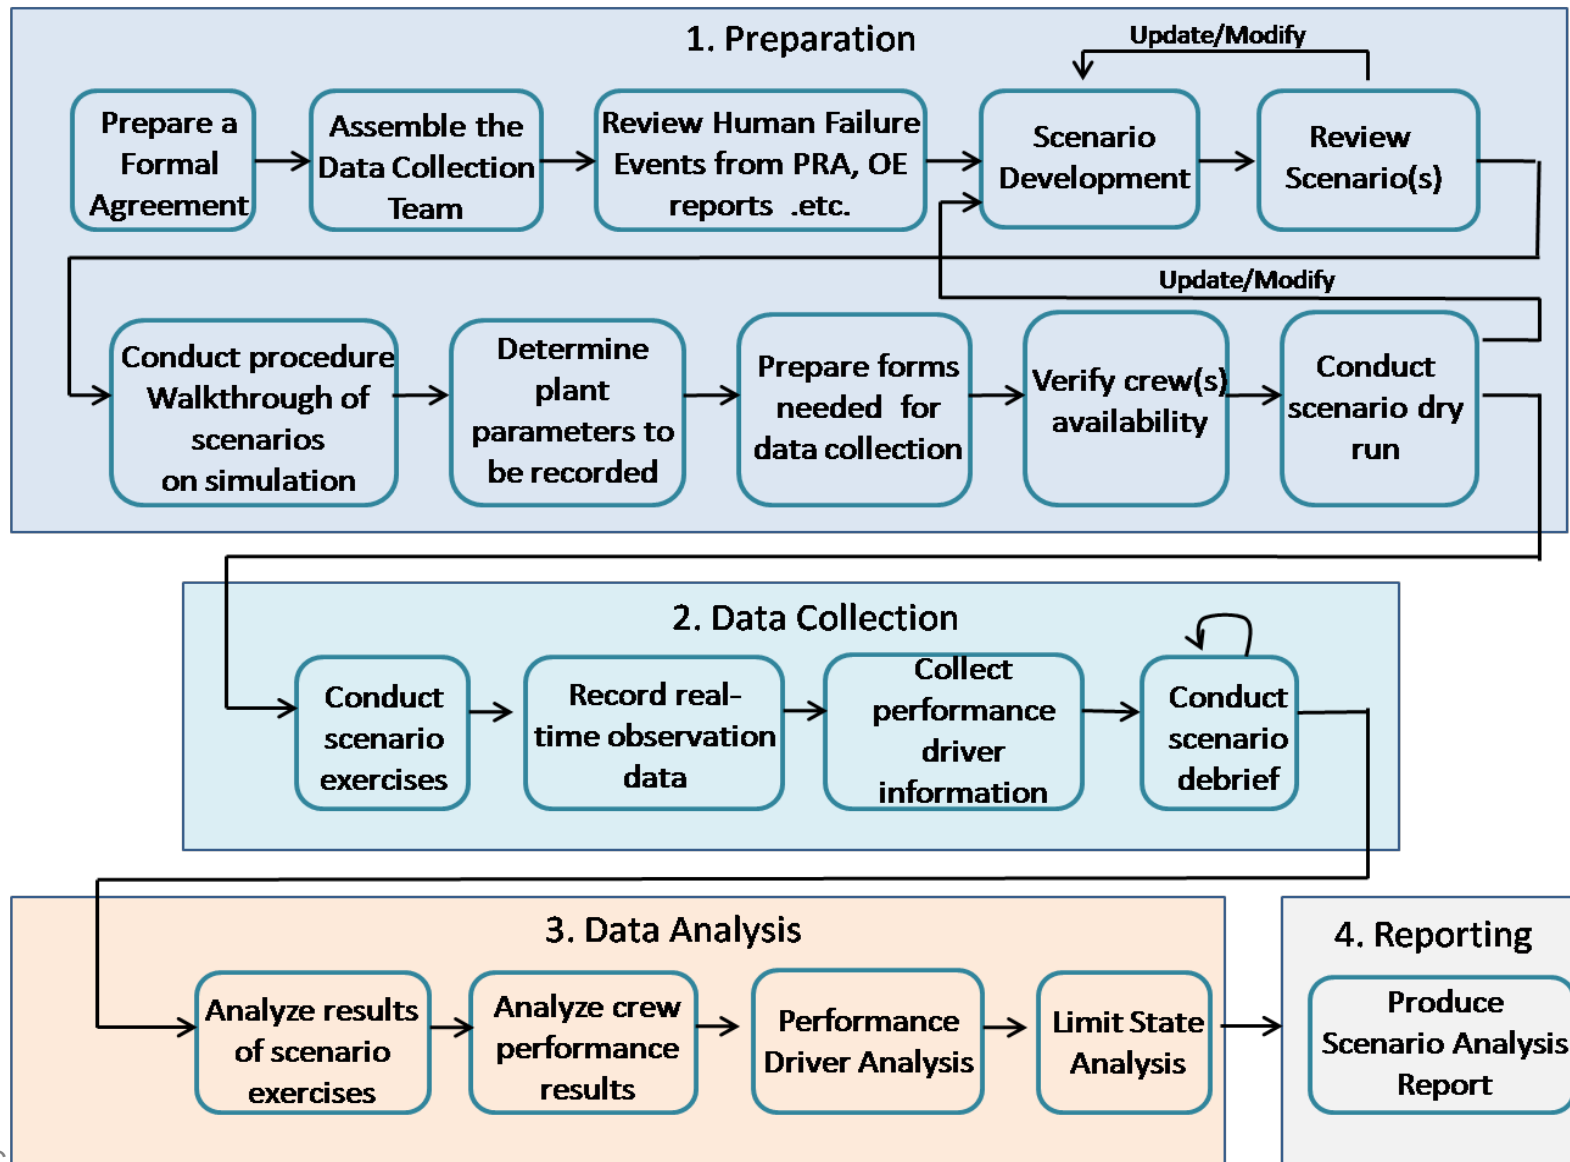 1. Preparation
Update/Modify
Prepare a
Formal
Agreement
Assemble the
Data Collection
Team
Review Human Failure
Events from PRA, OE
reports .etc.
Scenario
Development
Review
Scenario(s)
Update/Modify
Conduct procedure
Walkthrough of
scenarios
on simulation
Determine
plant
parameters to
be recorded
Prepare forms
needed for
data collection
Verify crew(s)
availability
Conduct
scenario dry
run
2. Data Collection
Conduct
scenario
exercises
Record real-
time observation
data
Collect
performance
driver
information
Conduct
scenario
debrief
3. Data Analysis
Analyze results
of scenario
exercises
Analyze crew
performance
results
Performance
Driver Analysis
Limit State
Analysis
4. Reporting
Produce
Scenario Analysis
Report